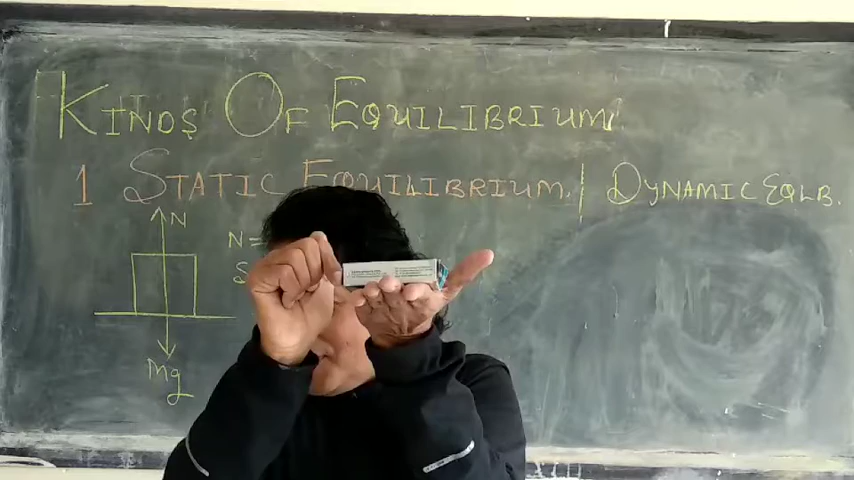 KINDS OF EQUILIBRIUM
1 STATIC EQUILIBRIUM | DYNAMIC EQLB.
N
N=
S
Mg